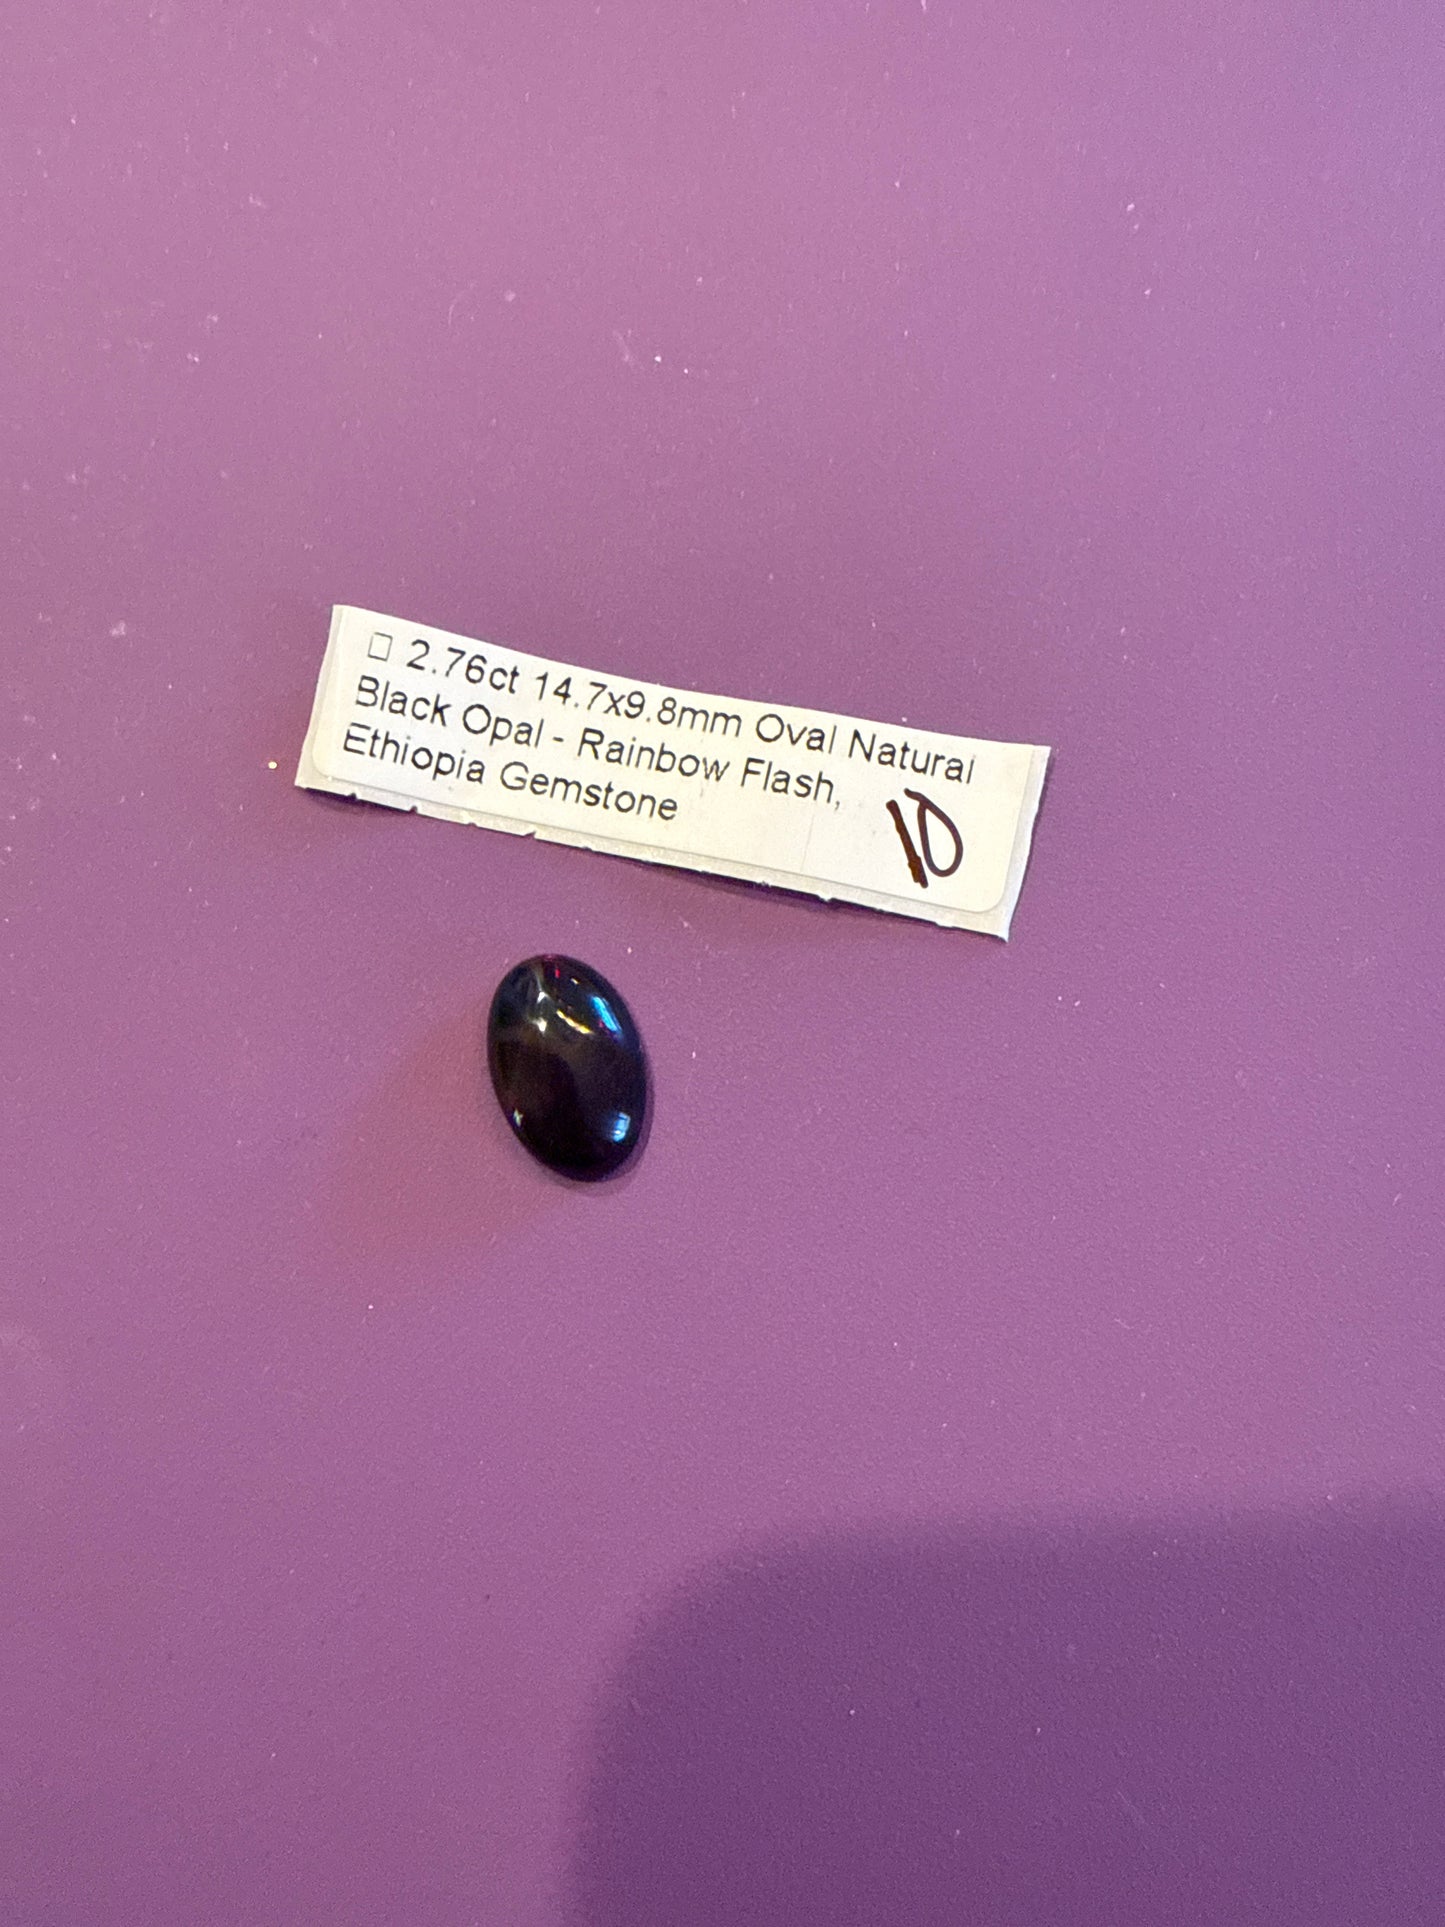 □ 2.76ct 14.7x9.8mm Oval Natural
Black Opal - Rainbow Flash,
Ethiopia Gemstone
10